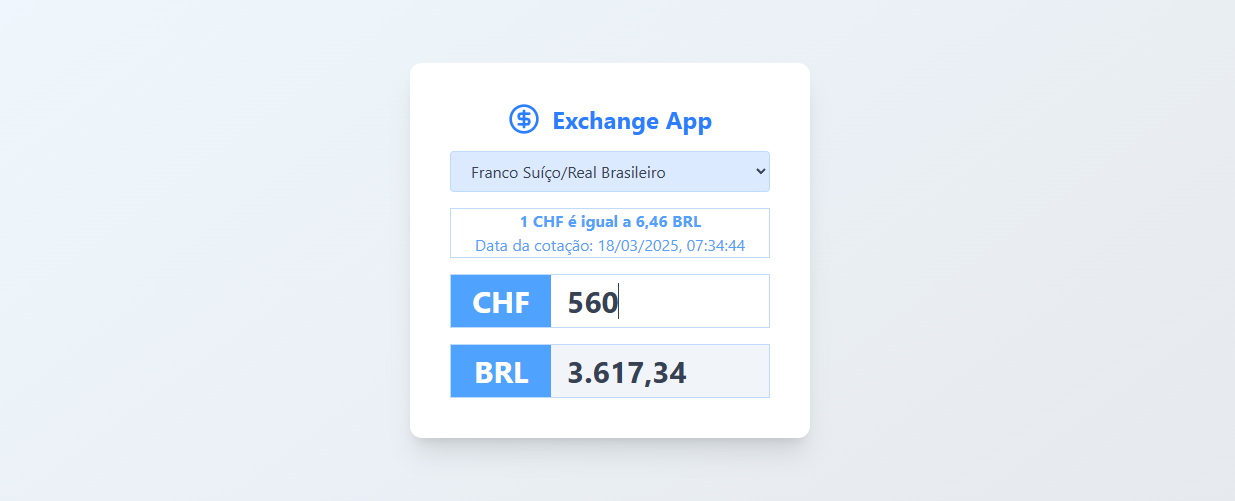 Exchange App
Franco Suíço/Real Brasileiro
1 CHF é igual a 6,46 BRL
Data da cotação: 18/03/2025, 07:34:44
CHF 560
BRL 3.617,34